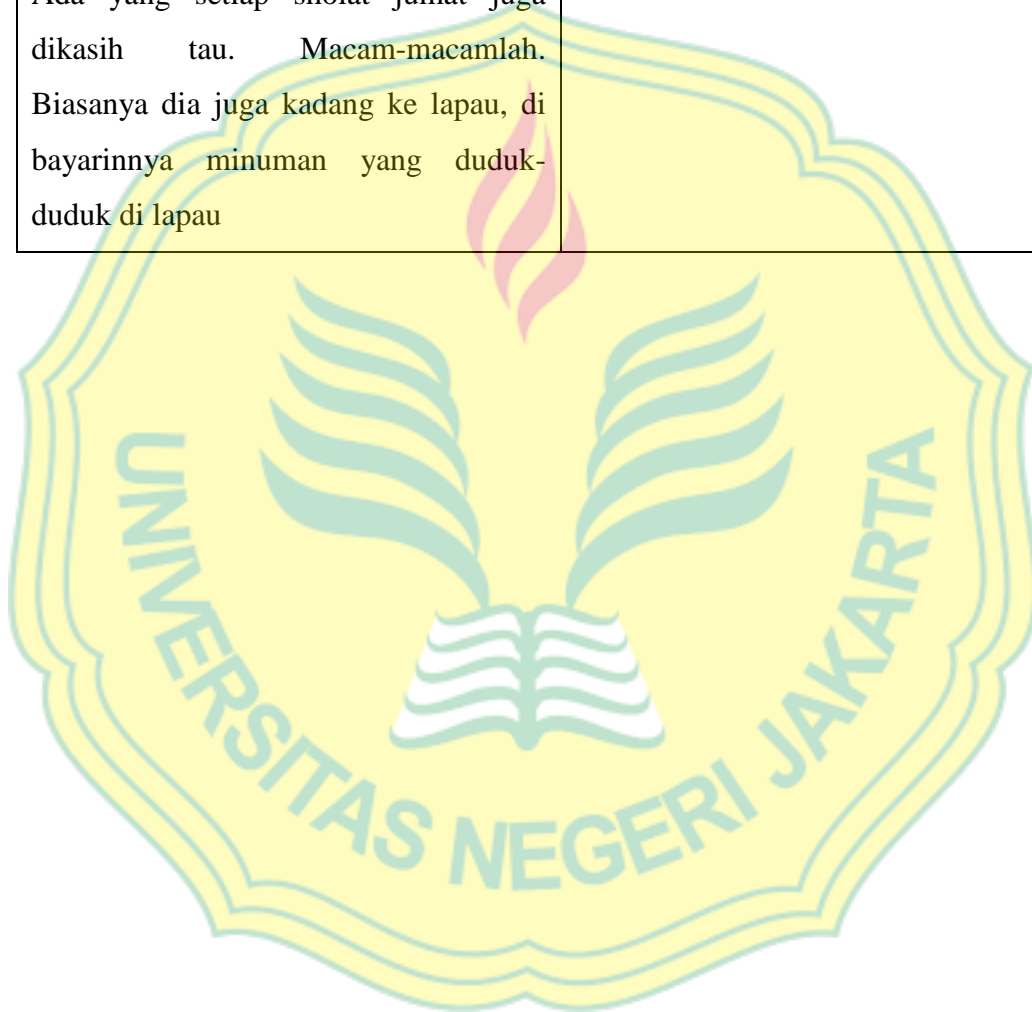 Ada yang setiap sholat jumat juga
dikasih tau. Macam-macamlah.
Biasanya dia juga kadang ke lapau, di
bayarinnya minuman yang duduk-
duduk di lapau
UNIVERSITAS NEGERI JAKARTA